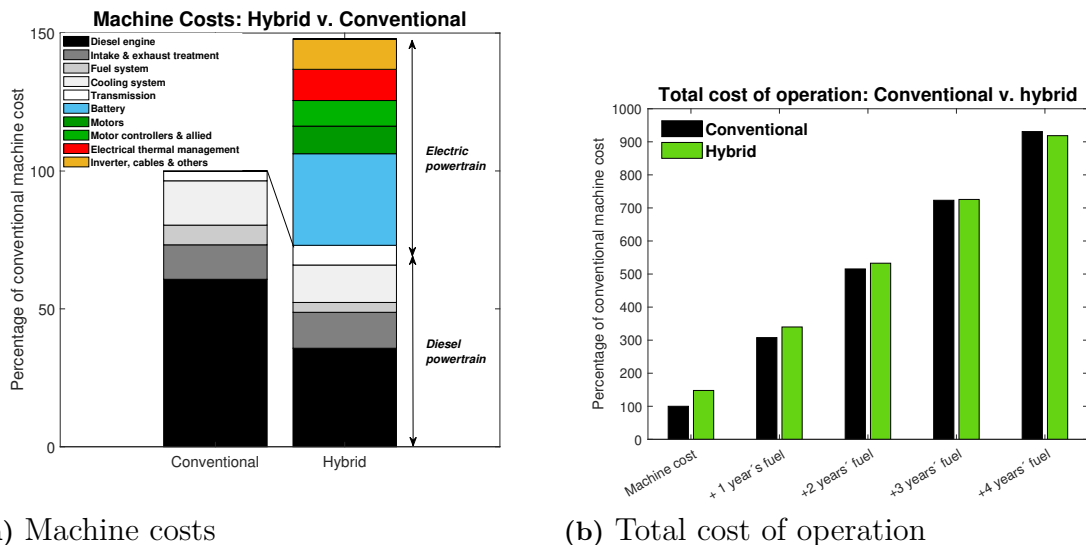 Machine Costs: Hybrid v. Conventional
150
100
50
0
Percentage of conventional machine cost
Diesel engine
Intake & exhaust treatment
Fuel system
Cooling system
Transmission
Battery
Motors
Motor controllers & allied
Electrical thermal management
Inverter, cables & others
Electric
powertrain
Diesel
powertrain
Conventional
Hybrid
) Machine costs
Total cost of operation: Conventional v. hybrid
1000
900
800
700
600
500
400
300
200
100
0
Percentage of conventional machine cost
Conventional
Hybrid
Machine cost
+ 1 year´s fuel
+2 years´ fuel
+3 years´ fuel
+4 years´ fuel
(b) Total cost of operation